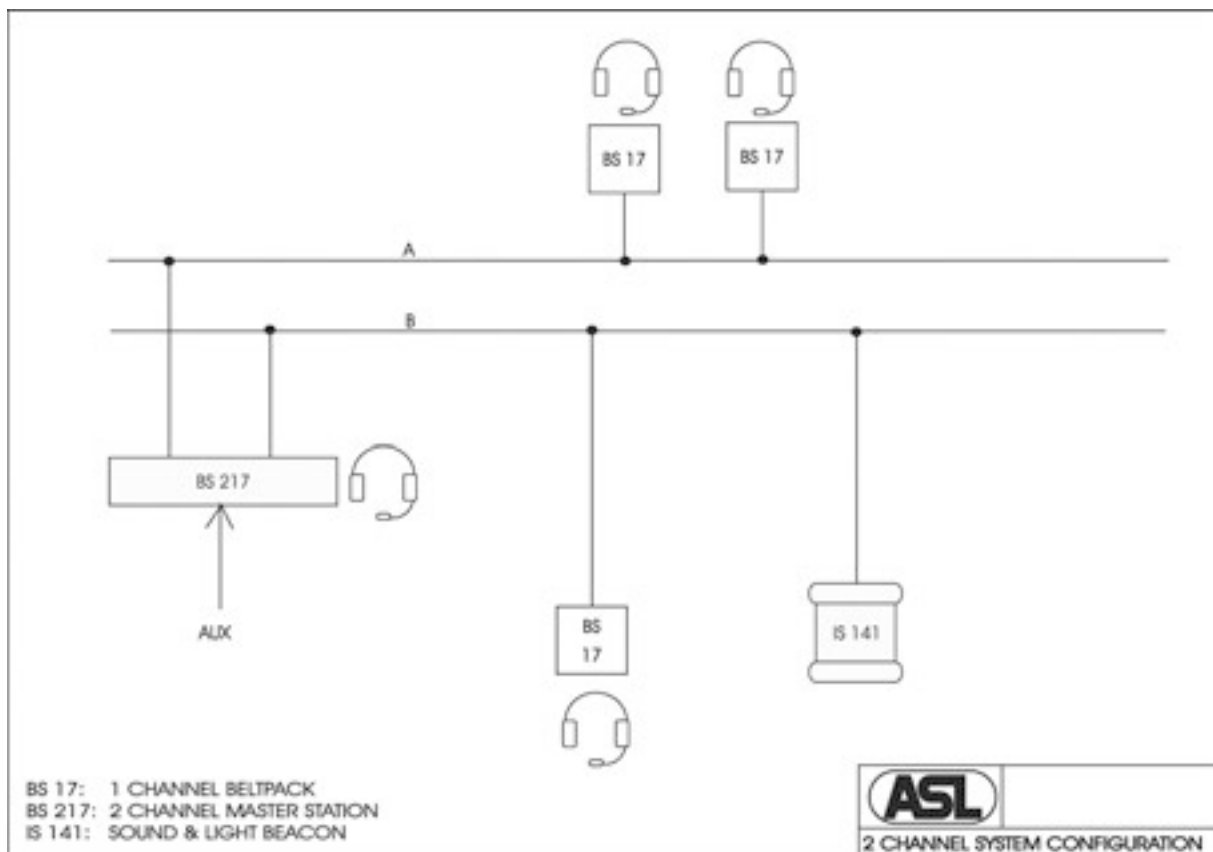 BS 17
BS 17
A
B
BS 217
AUX
BS
17
IS 141
BS 17: 1 CHANNEL BELTPACK
BS 217: 2 CHANNEL MASTER STATION
IS 141: SOUND & LIGHT BEACON
ASL
2 CHANNEL SYSTEM CONFIGURATION